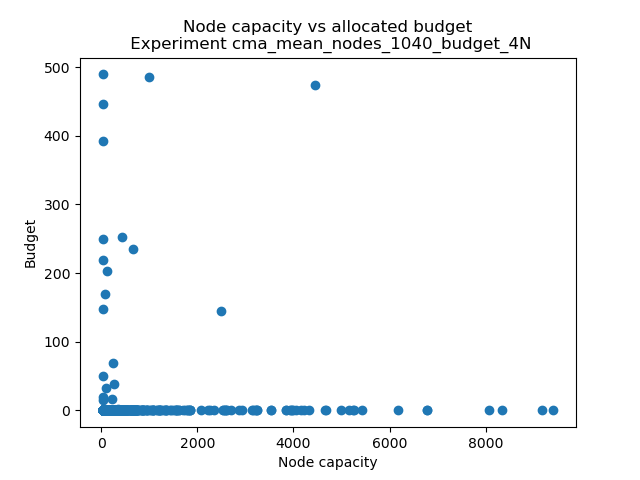 Node capacity vs allocated budget
Experiment cma_mean_nodes_1040_budget_4N
500
400
300
200
100
0
Budget
0 2000 4000 6000 8000
Node capacity